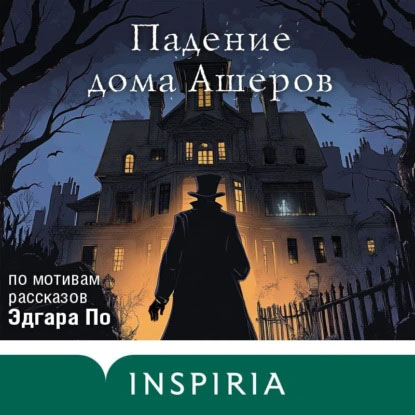 Падение
дома Ашеров
по мотивам
рассказов
Эдгара По
INSPIRIA